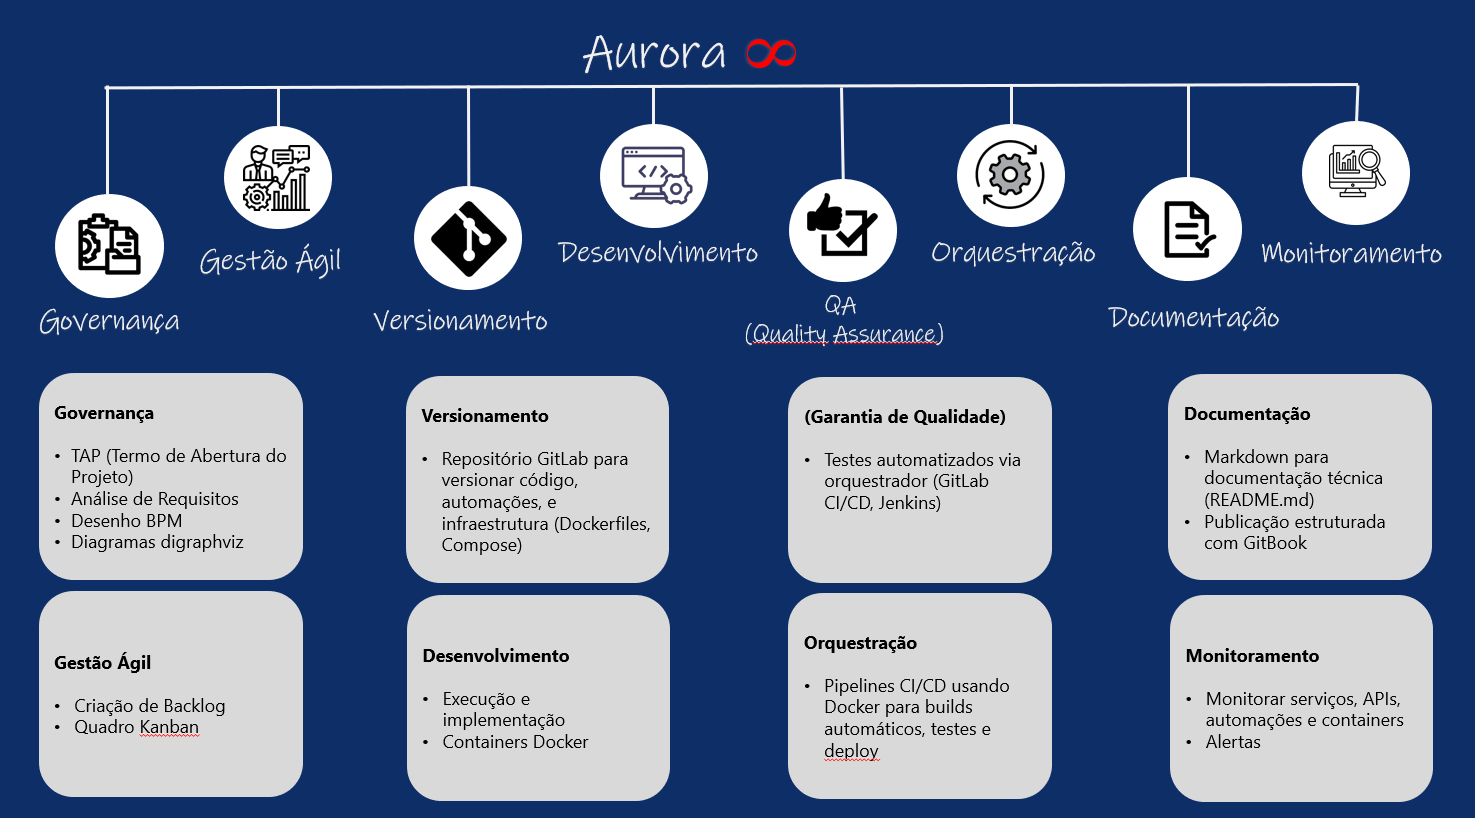 Aurora ∞
Governança
Gestão Ágil
Versionamento
Desenvolvimento
QA
(Quality Assurance)
Orquestração
Documentação
Monitoramento
Governança
• TAP (Termo de Abertura do
Projeto)
• Análise de Requisitos
• Desenho BPM
• Diagramas digraphviz
Versionamento
• Repositório GitLab para
versionar código,
automações, e
infraestrutura (Dockerfiles,
Compose)
(Garantia de Qualidade)
• Testes automatizados via
orquestrador (GitLab
CI/CD, Jenkins)
Documentação
• Markdown para
documentação técnica
(README.md)
• Publicação estruturada
com GitBook
Gestão Ágil
• Criação de Backlog
• Quadro Kanban
Desenvolvimento
• Execução e
implementação
• Containers Docker
Orquestração
• Pipelines CI/CD usando
Docker para builds
automáticos, testes e
deploy
Monitoramento
• Monitorar serviços, APIs,
automações e containers
• Alertas